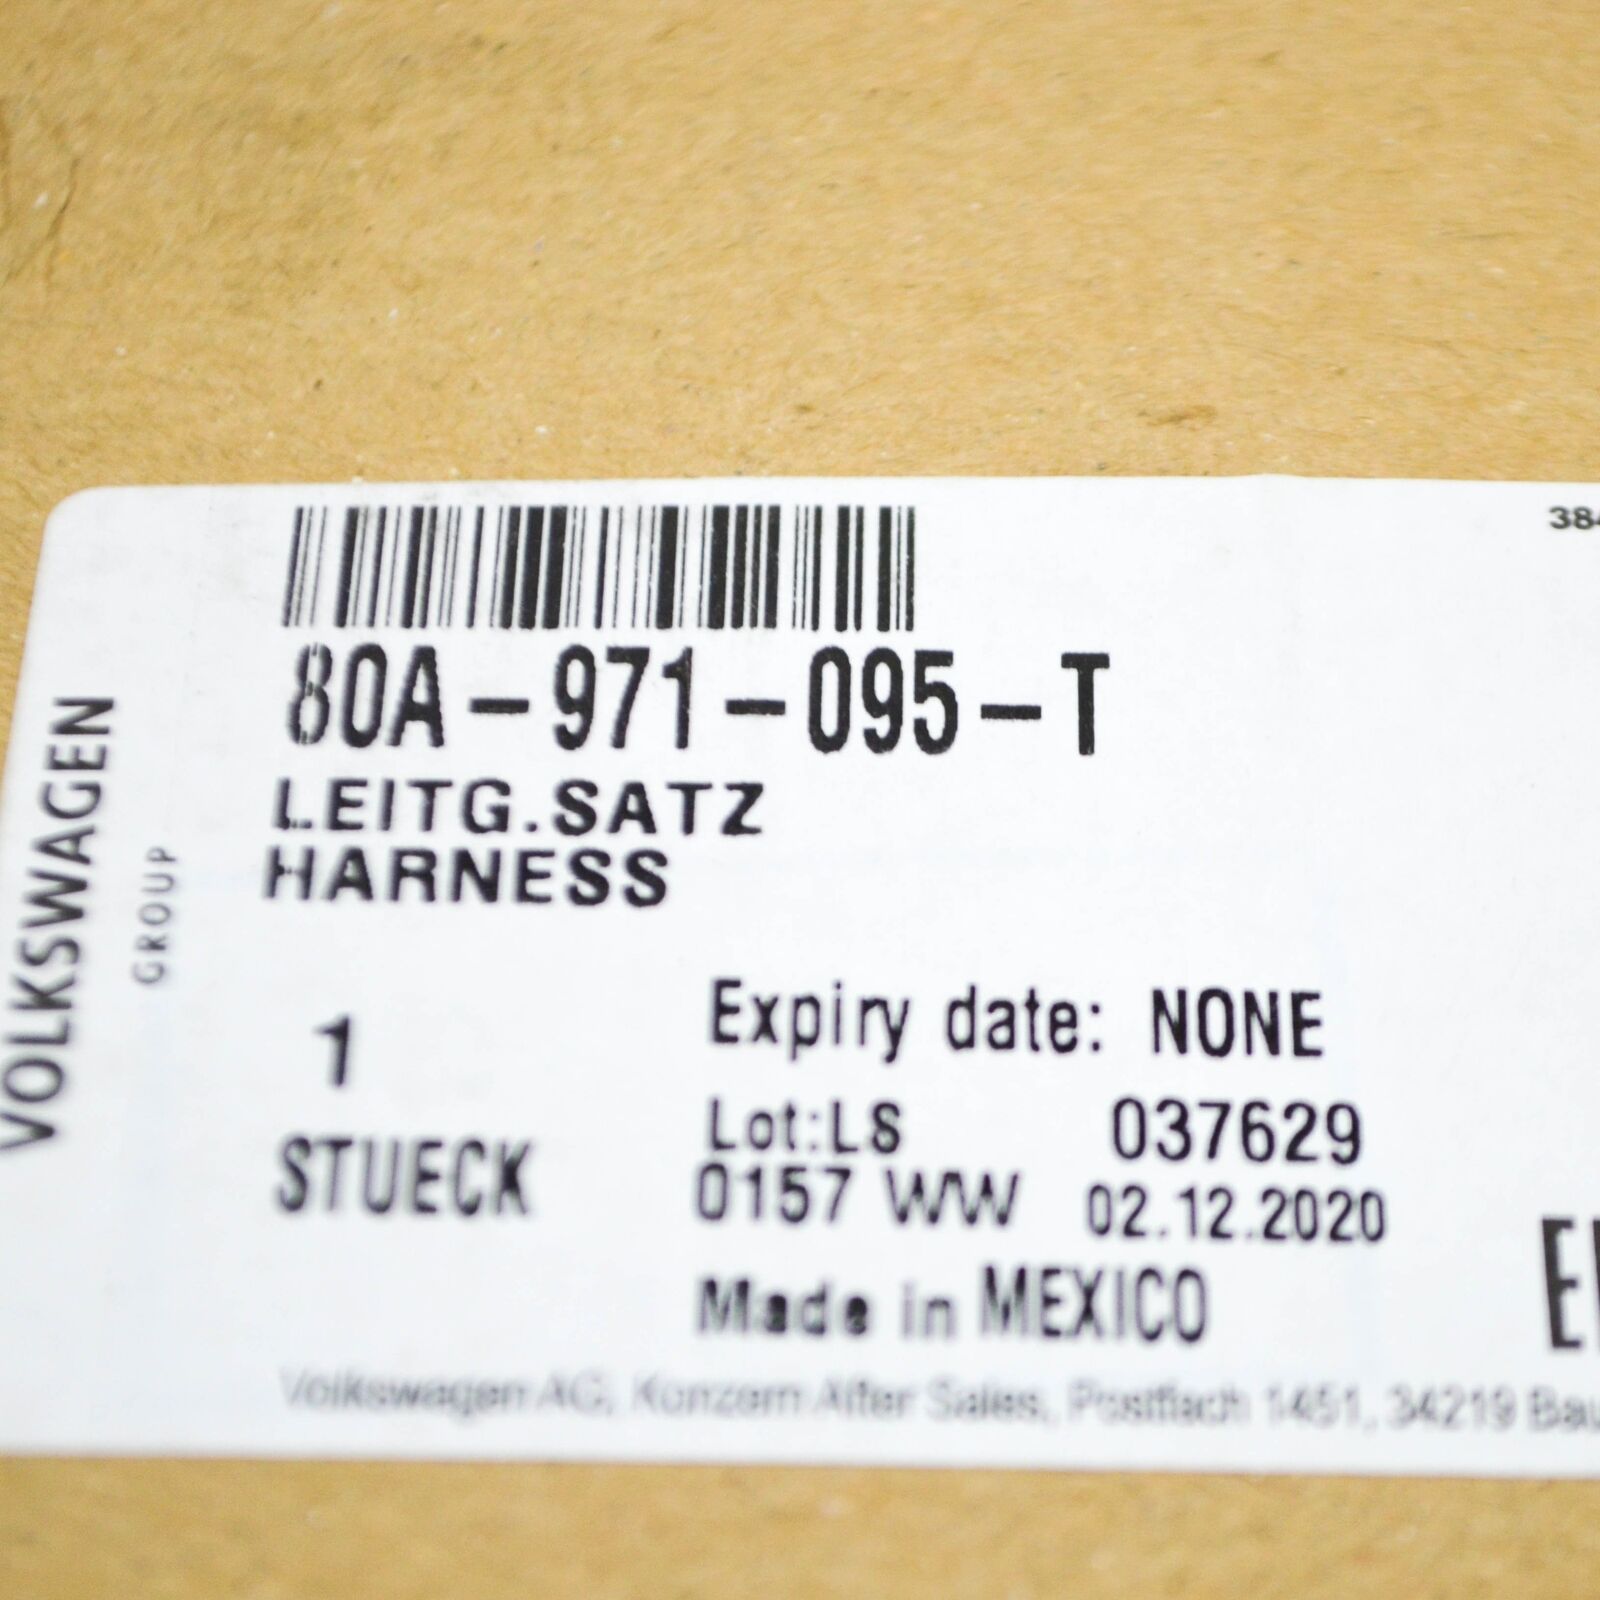 384
80A-971-095-T
LEITG.SATZ
HARNESS
VOLKSWAGEN
GROUP
1
STUECK
Expiry date: NONE
Lot:LS 037629
0157 WW 02.12.2020
Made in MEXICO
Volkswagen AG, Konzern After Sales, Postfach 1451, 34219